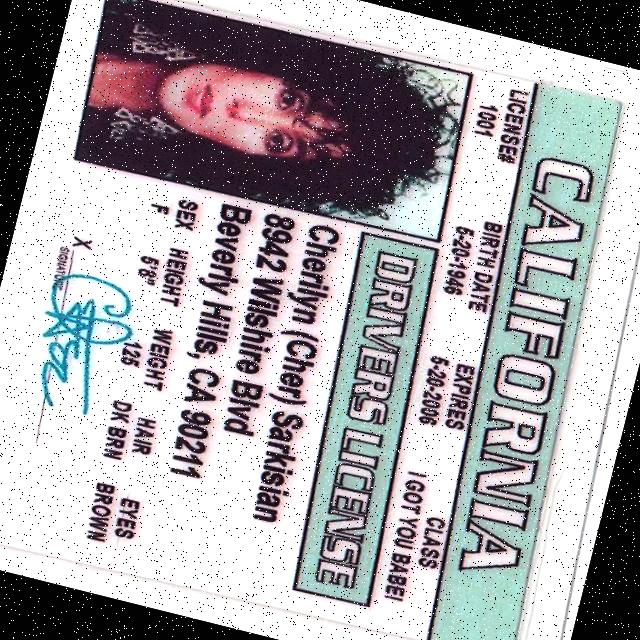 CALIFORNIA
LICENSE# BIRTH DATE EXPIRES CLASS
1001 5-20-1946 5-20-2006 I GOT YOU BABE!
DRIVERS LICENSE
Cherilyn (Cher) Sarkisian
8942 Wilshire Blvd
Beverly Hills, CA 90211
SEX HEIGHT WEIGHT HAIR EYES
F 5'8" 125 DK BRN BROWN
X